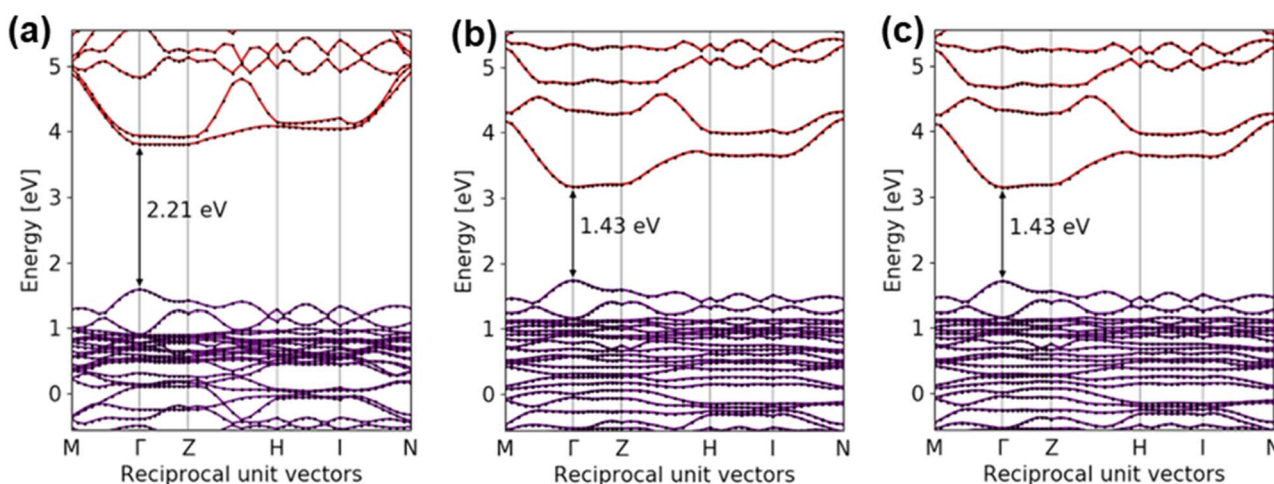 (a)
Energy [eV]
5
4
3
2
1
0
2.21 eV
M Γ Z H I N
Reciprocal unit vectors
(b)
Energy [eV]
5
4
3
2
1
0
1.43 eV
M Γ Z H I N
Reciprocal unit vectors
(c)
Energy [eV]
5
4
3
2
1
0
1.43 eV
M Γ Z H I N
Reciprocal unit vectors